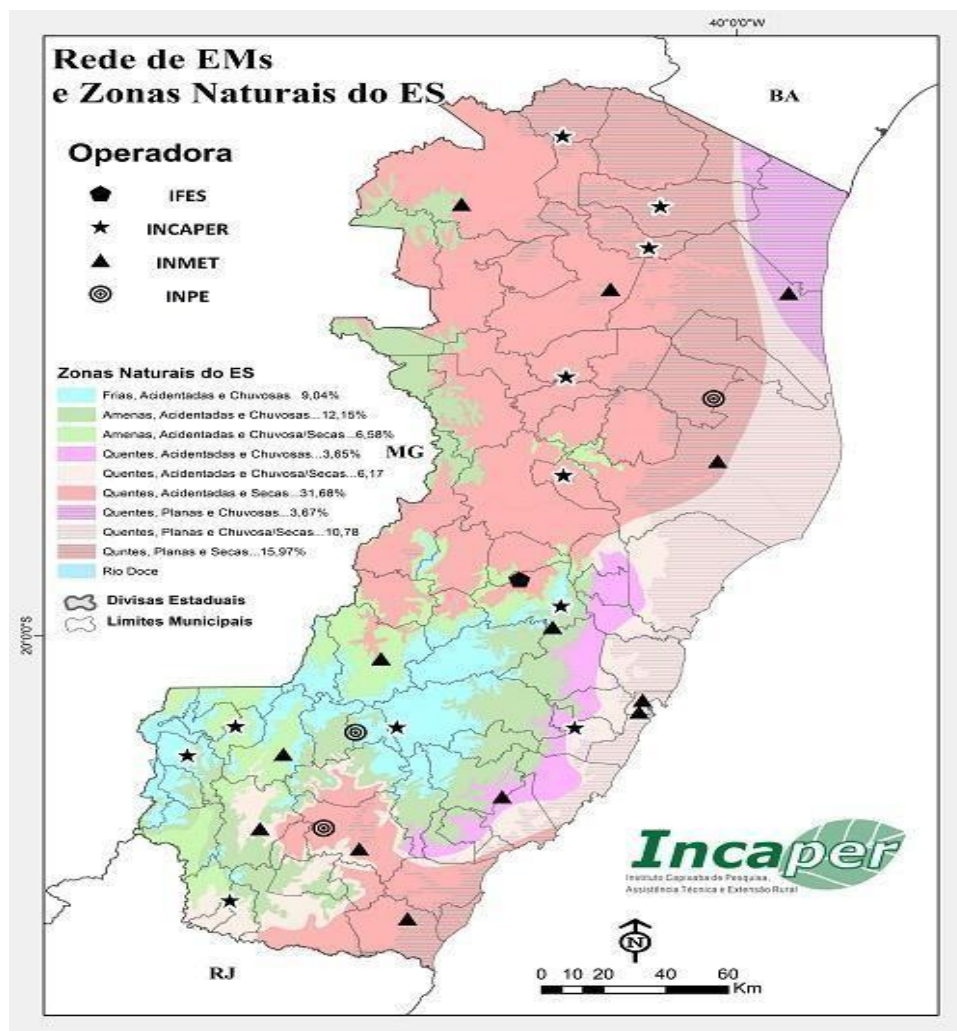 40°0'0"W
Rede de EMs
e Zonas Naturais do ES
BA
Operadora
IFES
INCAPER
INMET
INPE
Zonas Naturais do ES
Frias, Acidentadas e Chuvosas 9,04%
Amenas, Acidentadas e Chuvosas...12,15%
Amenas, Acidentadas e Chuvosa/Secas...6,58%
Quentes, Acidentadas e Chuvosas...3,65%
Quentes, Acidentadas e Chuvosa/Secas...6,17
Quentes, Acidentadas e Secas...31,68%
Quentes, Planas e Chuvosas...3,67%
Quentes, Planas e Chuvosa/Secas...10,78
Quntes, Planas e Secas...15,97%
Rio Doce
Divisas Estaduais
Limites Municipais
MG
20°0'0"S
Incaper
Instituto Capixaba de Pesquisa,
Assistência Técnica e Extensão Rural
N
RJ
0 10 20 40 60
Km